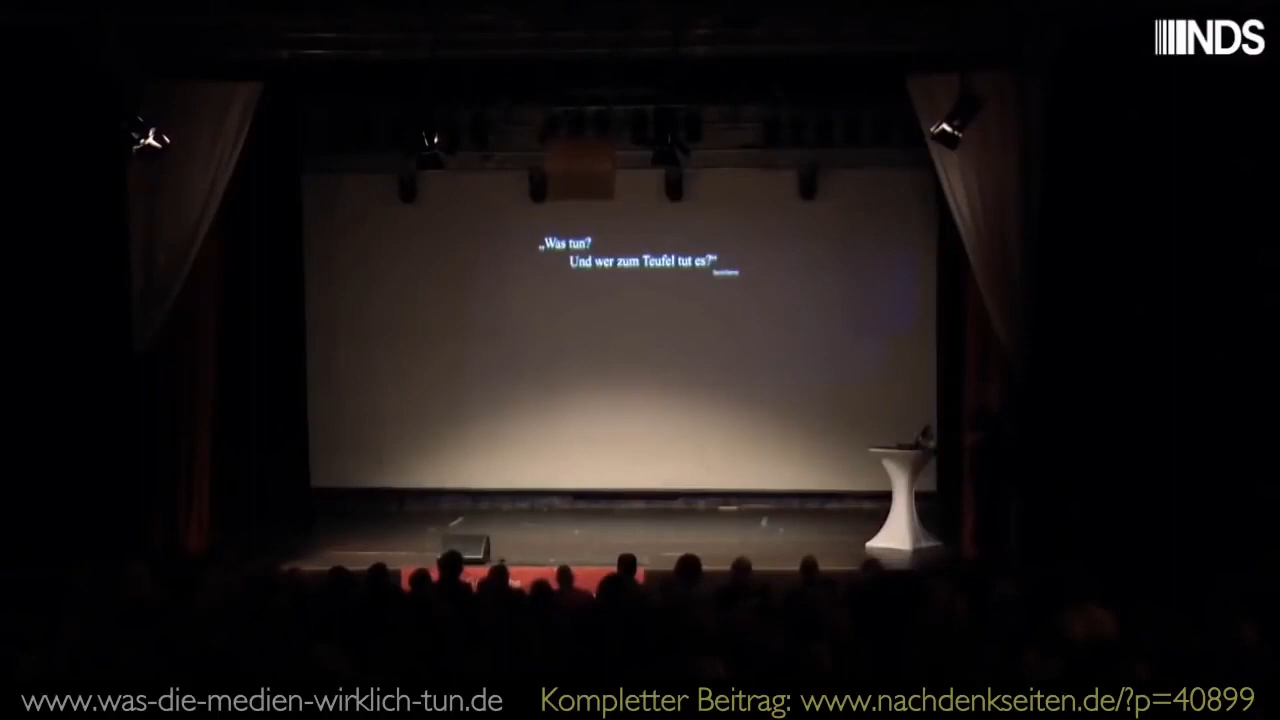 NDS
„Was tun?
Und wer zum Teufel tut es?“
www.was-die-medien-wirklich-tun.de
Kompletter Beitrag: www.nachdenkseiten.de/?p=40899